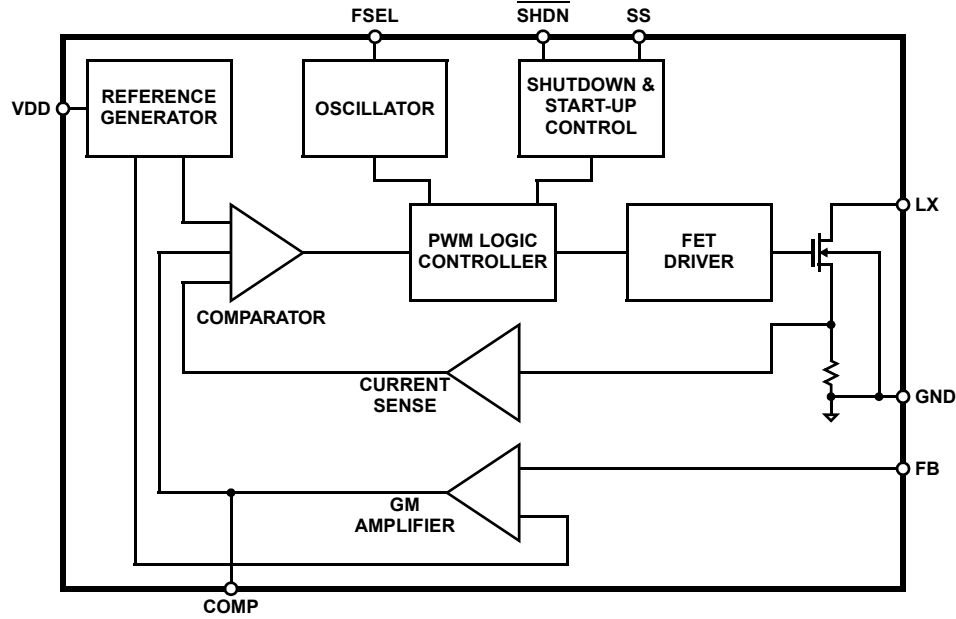 FSEL
SHDN
SS
REFERENCE
GENERATOR
OSCILLATOR
SHUTDOWN &
START-UP
CONTROL
VDD
LX
PWM LOGIC
CONTROLLER
FET
DRIVER
COMPARATOR
CURRENT
SENSE
GND
FB
GM
AMPLIFIER
COMP